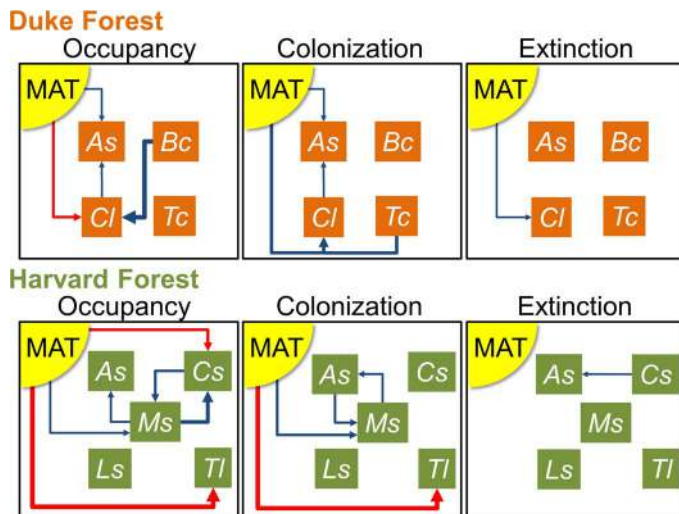 Duke Forest
Occupancy Colonization Extinction
MAT MAT MAT
As Bc As Bc As Bc
Cl Tc Cl Tc Cl Tc
Harvard Forest
Occupancy Colonization Extinction
MAT MAT MAT
As Cs As Cs As Cs
Ms Ms Ms
Ls Tl Ls Tl Ls Tl